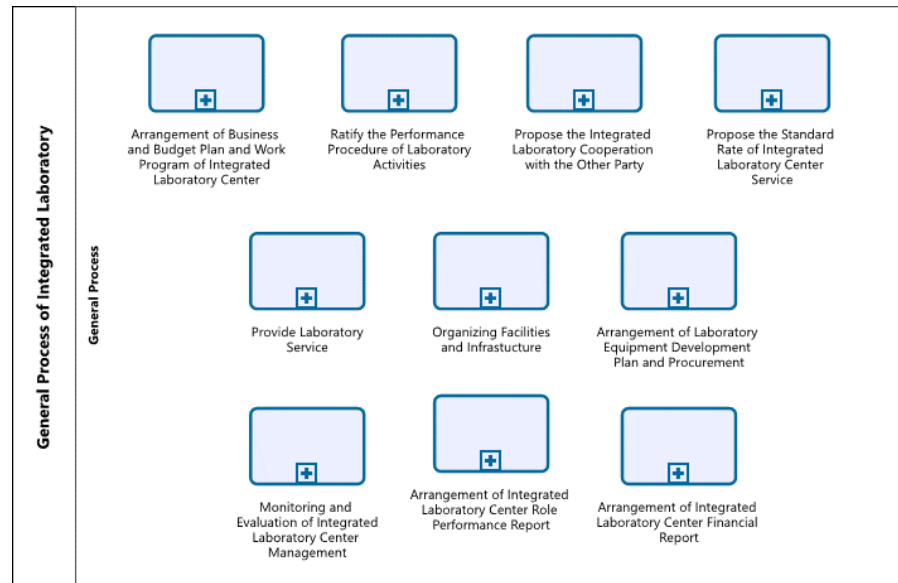 General Process of Integrated Laboratory
General Process
Arrangement of Business
and Budget Plan and Work
Program of Integrated
Laboratory Center
Ratify the Performance
Procedure of Laboratory
Activities
Propose the Integrated
Laboratory Cooperation
with the Other Party
Propose the Standard
Rate of Integrated
Laboratory Center
Service
Provide Laboratory
Service
Organizing Facilities
and Infrastucture
Arrangement of Laboratory
Equipment Development
Plan and Procurement
Monitoring and
Evaluation of Integrated
Laboratory Center
Management
Arrangement of Integrated
Laboratory Center Role
Performance Report
Arrangement of Integrated
Laboratory Center Financial
Report